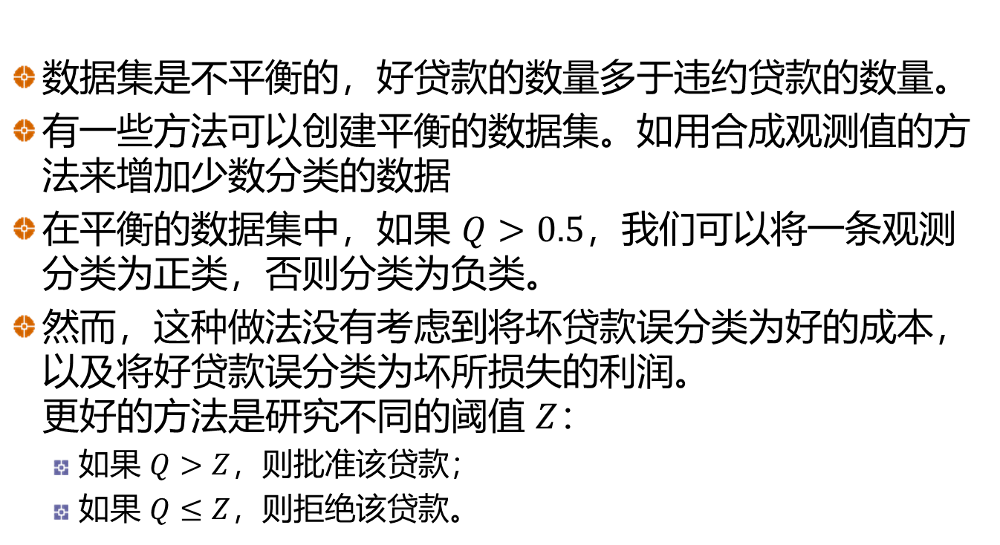 数据集是不平衡的，好贷款的数量多于违约贷款的数量。
有一些方法可以创建平衡的数据集。如用合成观测值的方
法来增加少数分类的数据
在平衡的数据集中，如果 Q > 0.5，我们可以将一条观测
分类为正类，否则分类为负类。
然而，这种做法没有考虑到将坏贷款误分类为好的成本，
以及将好贷款误分类为坏所损失的利润。
更好的方法是研究不同的阈值 Z：
如果 Q > Z，则批准该贷款；
如果 Q ≤ Z，则拒绝该贷款。